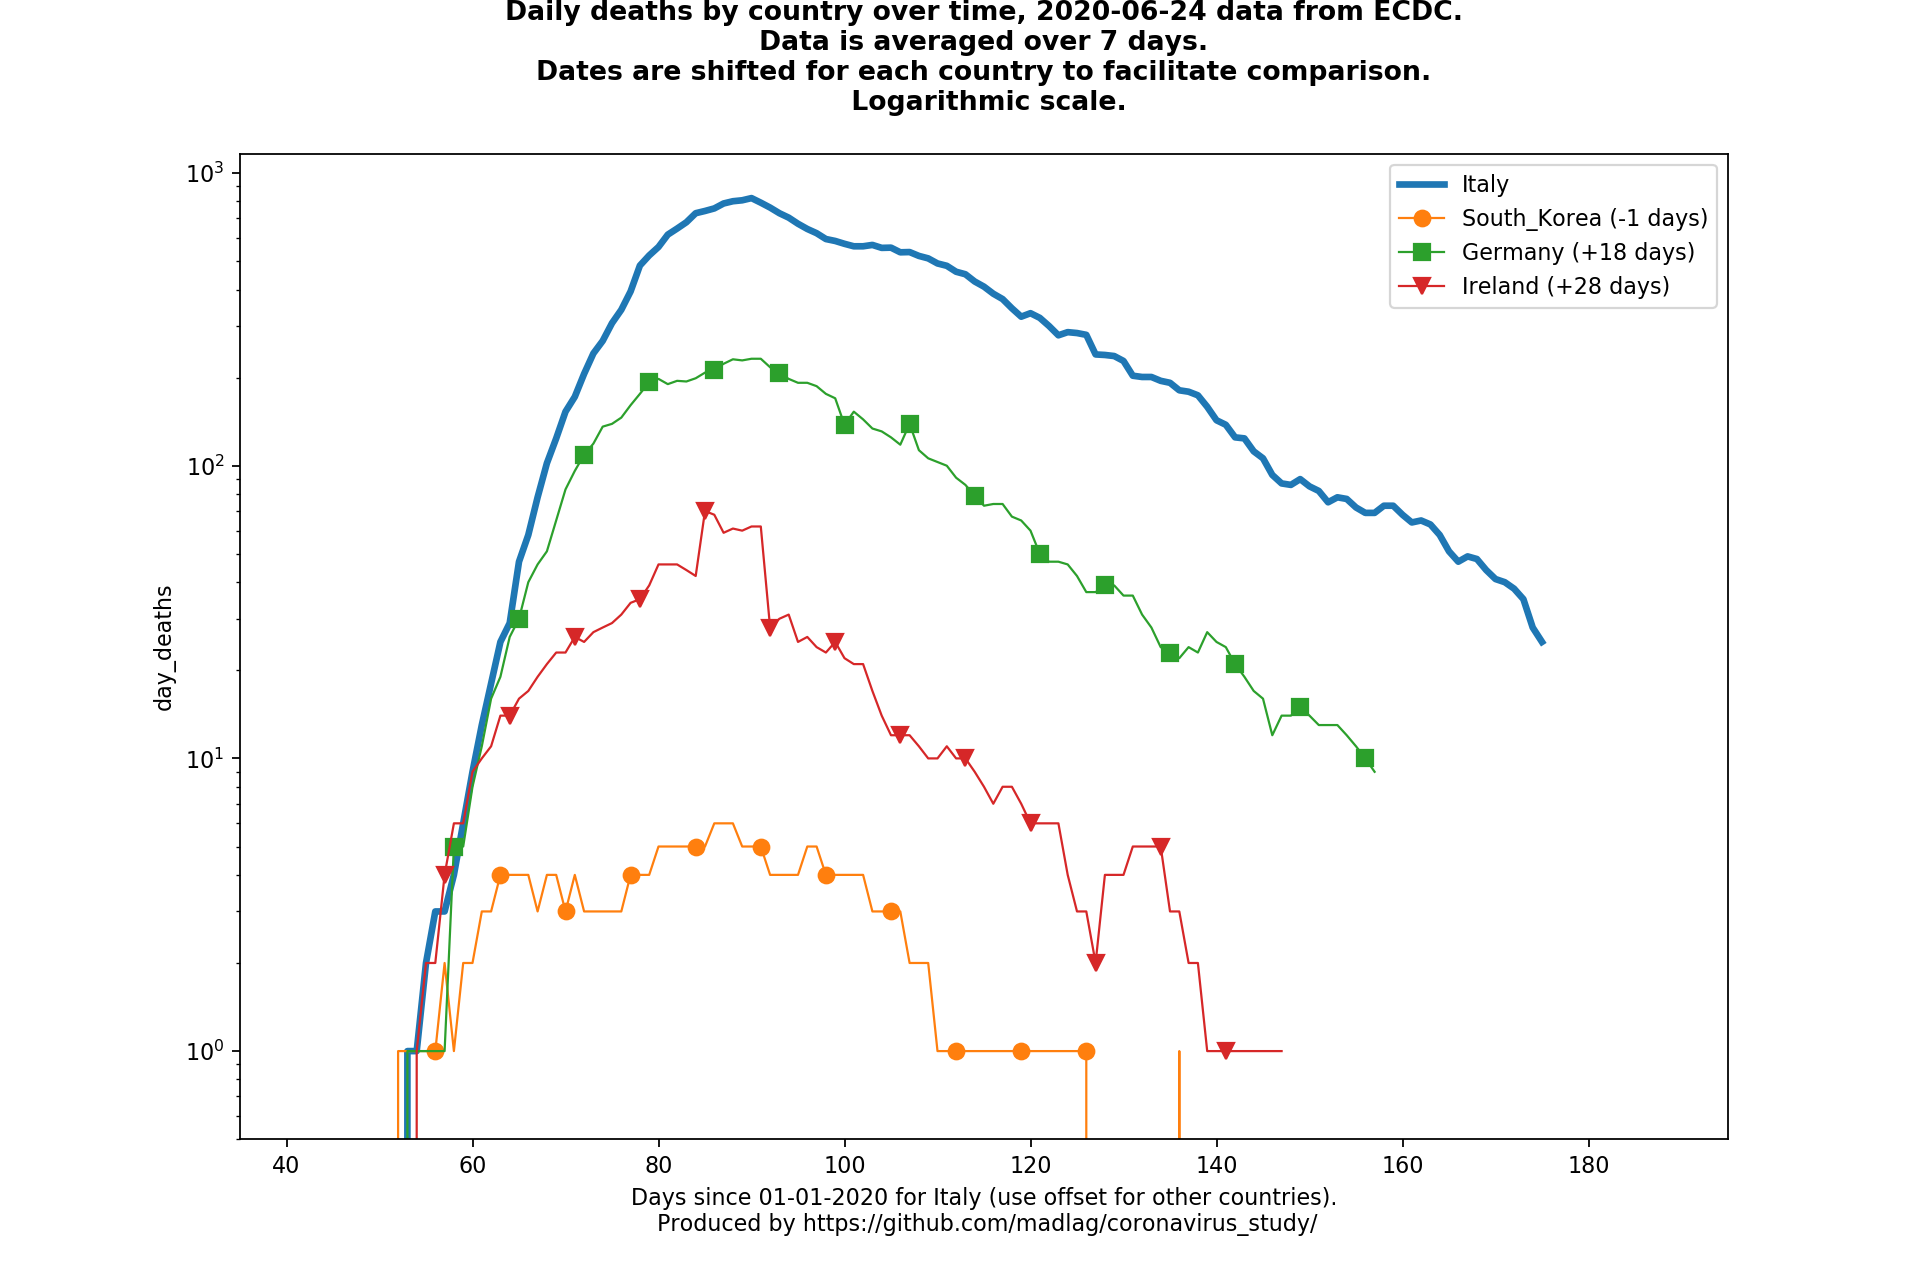 Daily deaths by country over time, 2020-06-24 data from ECDC.
Data is averaged over 7 days.
Dates are shifted for each country to facilitate comparison.
Logarithmic scale.
10³
10²
10¹
10⁰
day_deaths
Italy
South_Korea (-1 days)
Germany (+18 days)
Ireland (+28 days)
40 60 80 100 120 140 160 180
Days since 01-01-2020 for Italy (use offset for other countries).
Produced by https://github.com/madlag/coronavirus_study/